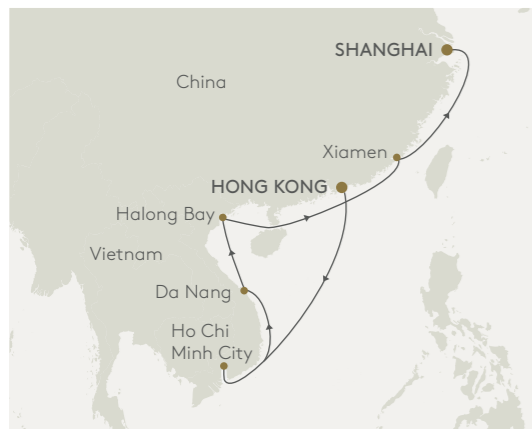 SHANGHAI
China
Xiamen
HONG KONG
Halong Bay
Vietnam
Da Nang
Ho Chi
Minh City